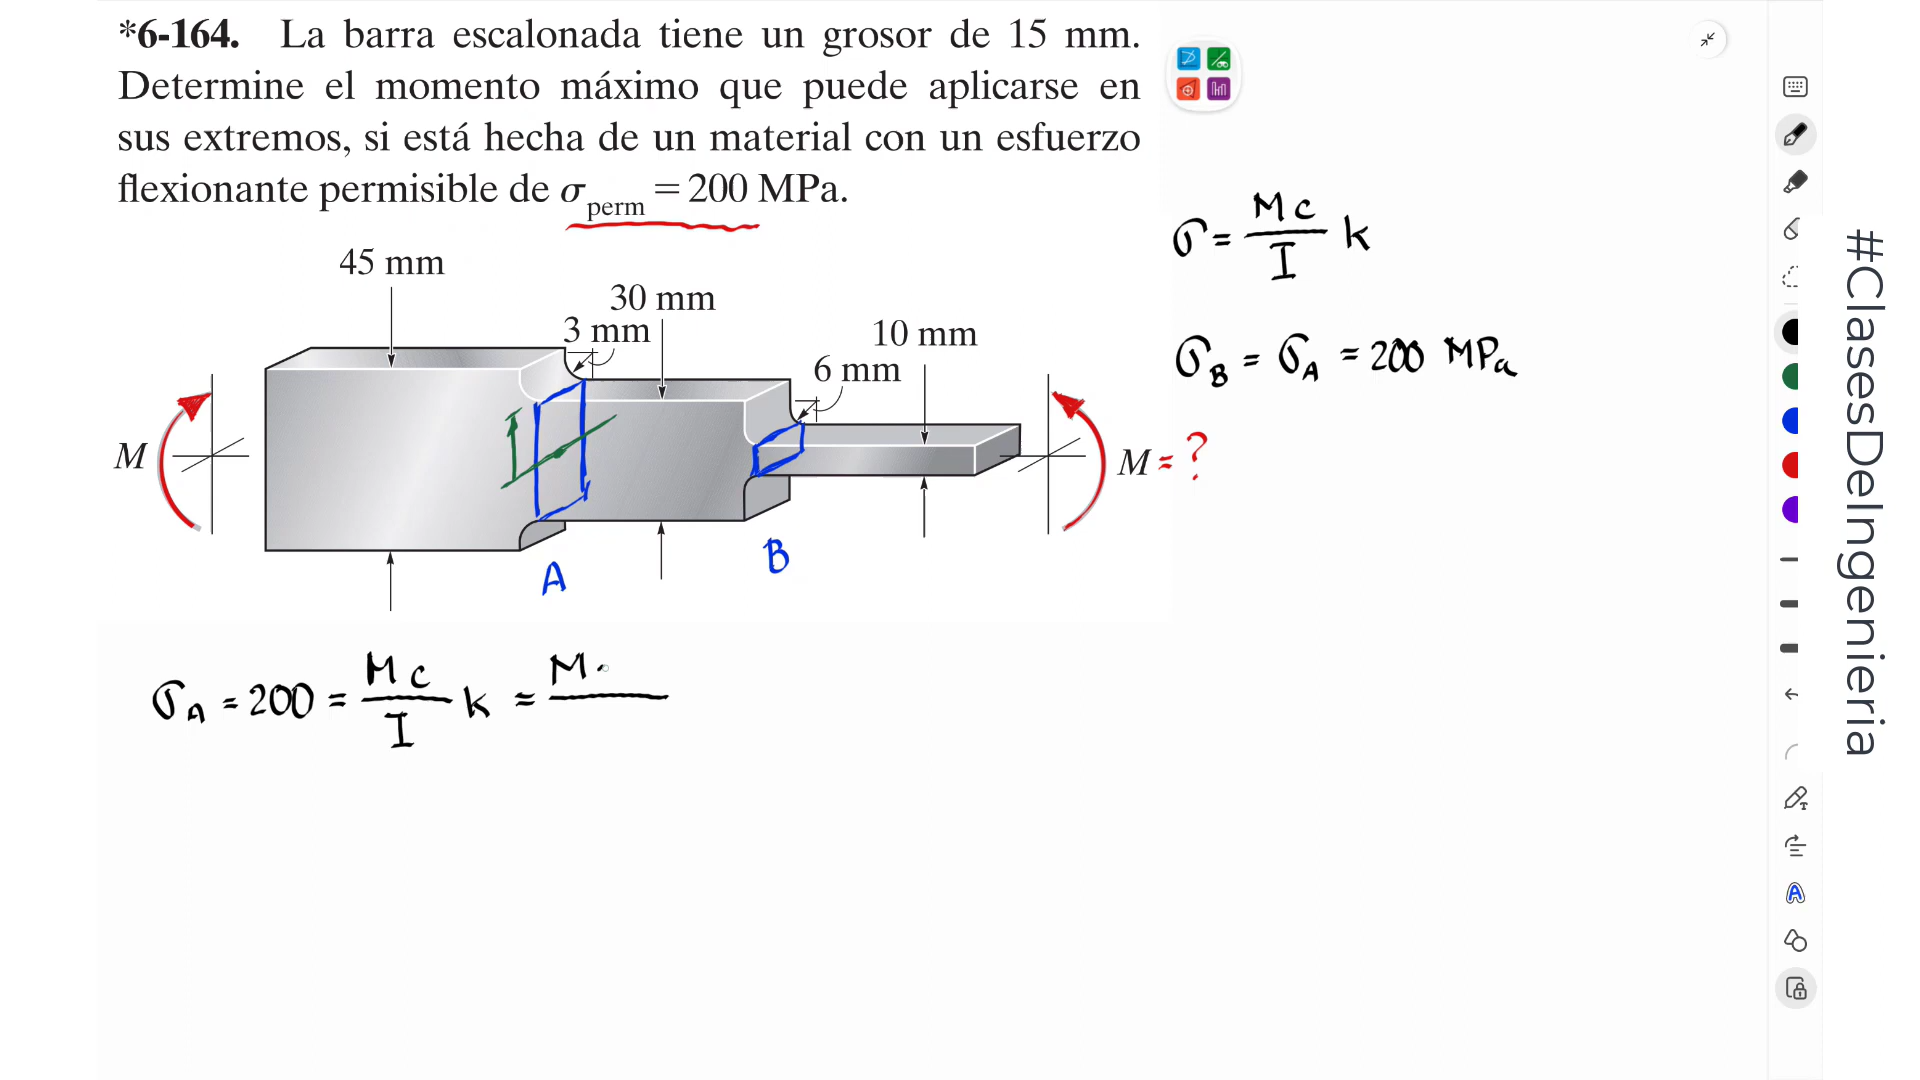 *6-164. La barra escalonada tiene un grosor de 15 mm.
Determine el momento máximo que puede aplicarse en
sus extremos, si está hecha de un material con un esfuerzo
flexionante permisible de σperm = 200 MPa.
45 mm
30 mm
3 mm
10 mm
6 mm
M
M = ?
A
B
σ = Mc/I k
σB = σA = 200 MPa
σA = 200 = Mc/I k = M·
#ClasesDeIngenieria